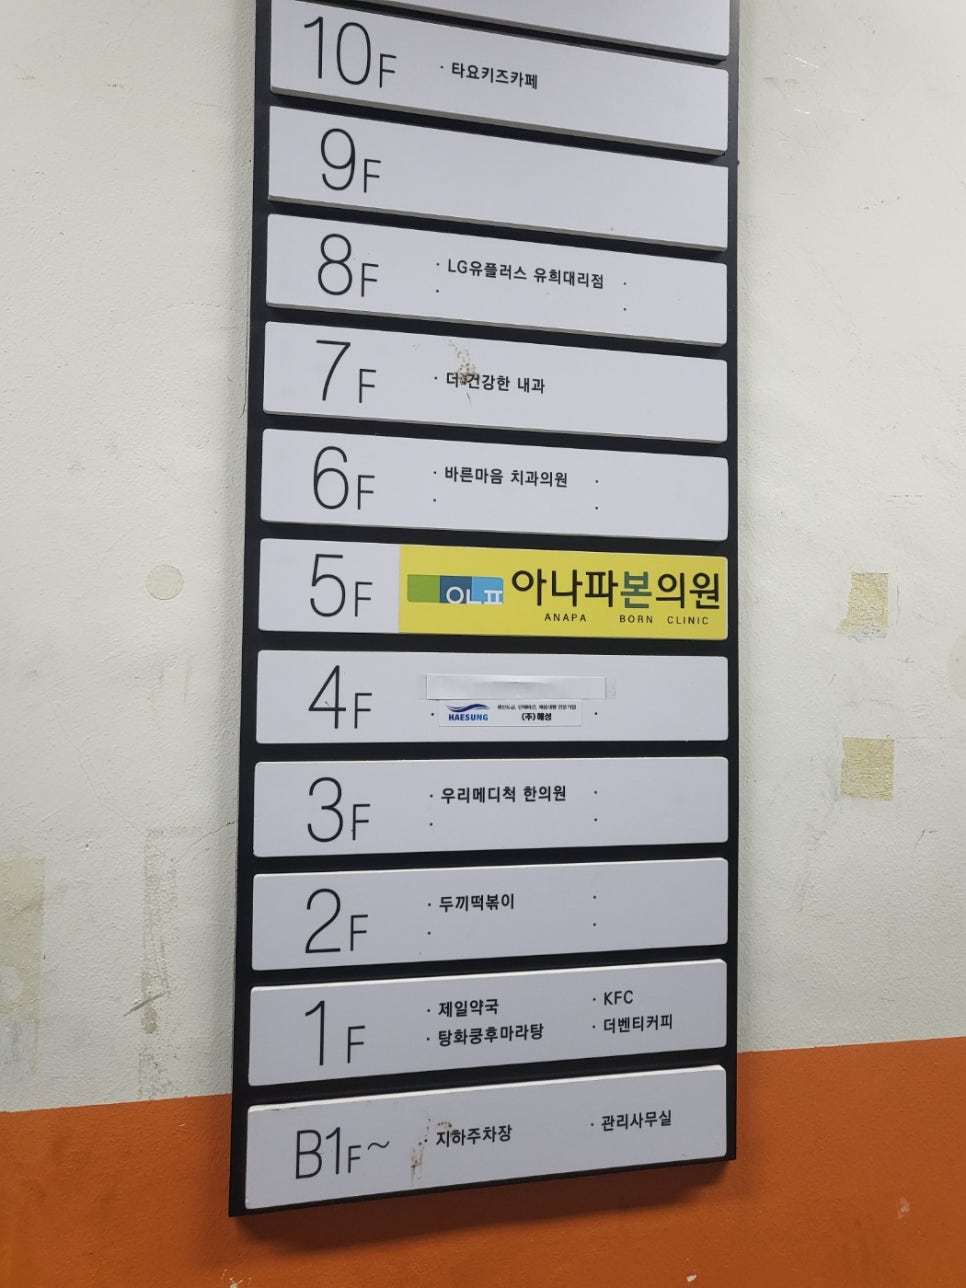 10F
· 타요키즈카페
9F
8F
· LG유플러스 유희대리점
7F
· 더 건강한 내과
6F
· 바른마음 치과의원
5F
아나파본의원
ANAPA BORN CLINIC
4F
HAESUNG
(주)해성
3F
· 우리메디척 한의원
2F
· 두끼떡볶이
1F
· 제일약국 · KFC
· 탕화쿵후마라탕 · 더벤티커피
B1F~
· 지하주차장 · 관리사무실